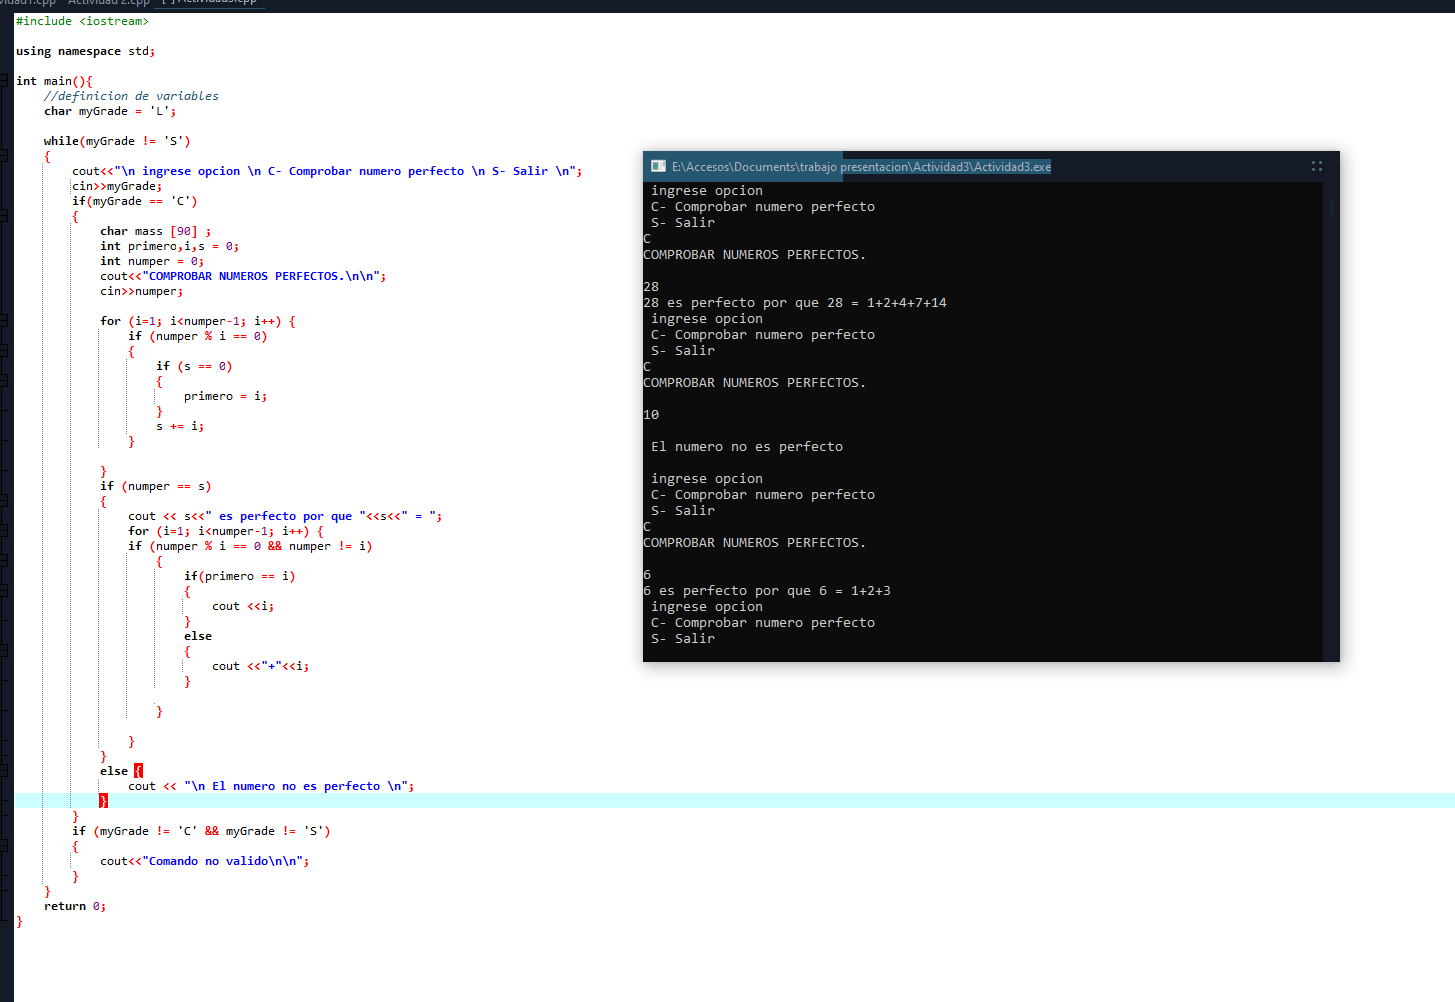 Actividad 2.cpp
#include <iostream>
using namespace std;
int main(){
//definicion de variables
char myGrade = 'L';
while(myGrade != 'S')
{
cout<<"\n ingrese opcion \n C- Comprobar numero perfecto \n S- Salir \n";
cin>>myGrade;
if(myGrade == 'C')
{
char mass [90] ;
int primero,i,s = 0;
int numper = 0;
cout<<"COMPROBAR NUMEROS PERFECTOS.\n\n";
cin>>numper;
for (i=1; i<numper-1; i++) {
if (numper % i == 0)
{
if (s == 0)
{
primero = i;
}
s += i;
}
}
if (numper == s)
{
cout << s<<" es perfecto por que "<<s<<" = ";
for (i=1; i<numper-1; i++) {
if (numper % i == 0 && numper != i)
{
if(primero == i)
{
cout <<i;
}
else
{
cout <<"+"<<i;
}
}
}
}
else {
cout << "\n El numero no es perfecto \n";
}
}
if (myGrade != 'C' && myGrade != 'S')
{
cout<<"Comando no valido\n\n";
}
}
return 0;
}
E:\Accesos\Documents\trabajo presentacion\Actividad3\Actividad3.exe
ingrese opcion
C- Comprobar numero perfecto
S- Salir
C
COMPROBAR NUMEROS PERFECTOS.
28
28 es perfecto por que 28 = 1+2+4+7+14
ingrese opcion
C- Comprobar numero perfecto
S- Salir
C
COMPROBAR NUMEROS PERFECTOS.
10
El numero no es perfecto
ingrese opcion
C- Comprobar numero perfecto
S- Salir
C
COMPROBAR NUMEROS PERFECTOS.
6
6 es perfecto por que 6 = 1+2+3
ingrese opcion
C- Comprobar numero perfecto
S- Salir